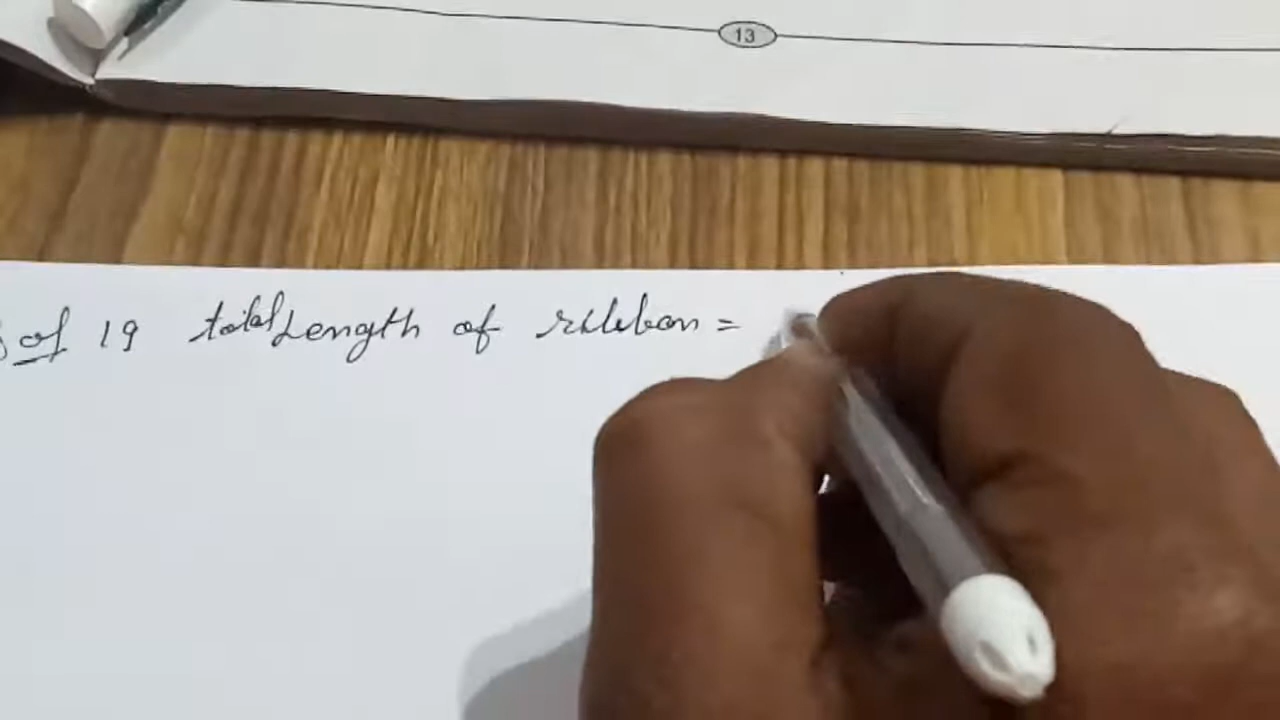 13
of 19 total Length of ribbon =